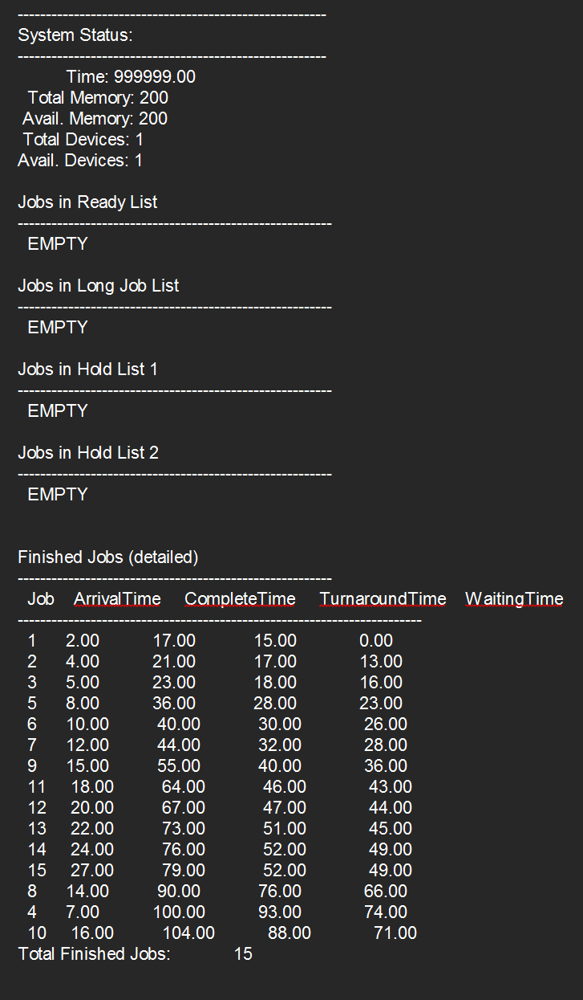 -------------------------------------------------------
System Status:
-------------------------------------------------------
Time: 999999.00
Total Memory: 200
Avail. Memory: 200
Total Devices: 1
Avail. Devices: 1
Jobs in Ready List
--------------------------------------------------------
EMPTY
Jobs in Long Job List
--------------------------------------------------------
EMPTY
Jobs in Hold List 1
--------------------------------------------------------
EMPTY
Jobs in Hold List 2
--------------------------------------------------------
EMPTY
Finished Jobs (detailed)
--------------------------------------------------------
Job ArrivalTime CompleteTime TurnaroundTime WaitingTime
------------------------------------------------------------------------
1 2.00 17.00 15.00 0.00
2 4.00 21.00 17.00 13.00
3 5.00 23.00 18.00 16.00
5 8.00 36.00 28.00 23.00
6 10.00 40.00 30.00 26.00
7 12.00 44.00 32.00 28.00
9 15.00 55.00 40.00 36.00
11 18.00 64.00 46.00 43.00
12 20.00 67.00 47.00 44.00
13 22.00 73.00 51.00 45.00
14 24.00 76.00 52.00 49.00
15 27.00 79.00 52.00 49.00
8 14.00 90.00 76.00 66.00
4 7.00 100.00 93.00 74.00
10 16.00 104.00 88.00 71.00
Total Finished Jobs: 15